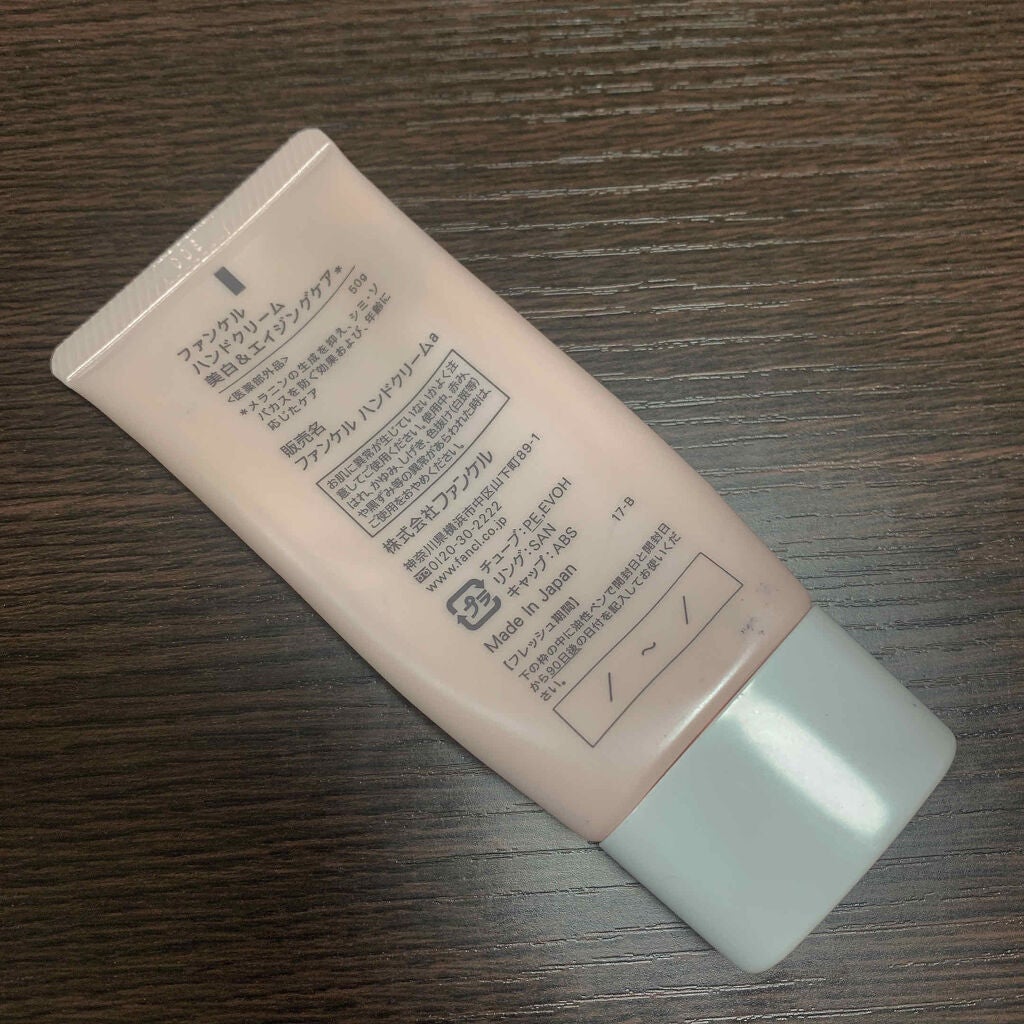 ファンケル
ハンドクリーム
美白&エイジングケア*
<医薬部外品> 50g
*メラニンの生成を抑え、シミ・ソ
バカスを防ぐ効果および、年齢に
応じたケア
販売名
ファンケル ハンドクリームa
お肌に異常が生じていないかよく注
意してご使用ください。使用中、赤み、
はれ、かゆみ、しげき、色抜け(白斑等)
や黒ずみ等の異常があらわれた時は、
ご使用をおやめください。
株式会社ファンケル
神奈川県横浜市中区山下町89-1
0120-30-2222
www.fancl.co.jp
プラ
チューブ:PE,EVOH
リング:SAN
キャップ:ABS
Made In Japan
17-B
【フレッシュ期間】
下の枠の中に油性ペンで開封日と開封日
から90日後の日付を記入してお使いくだ
さい。
/ ~ /